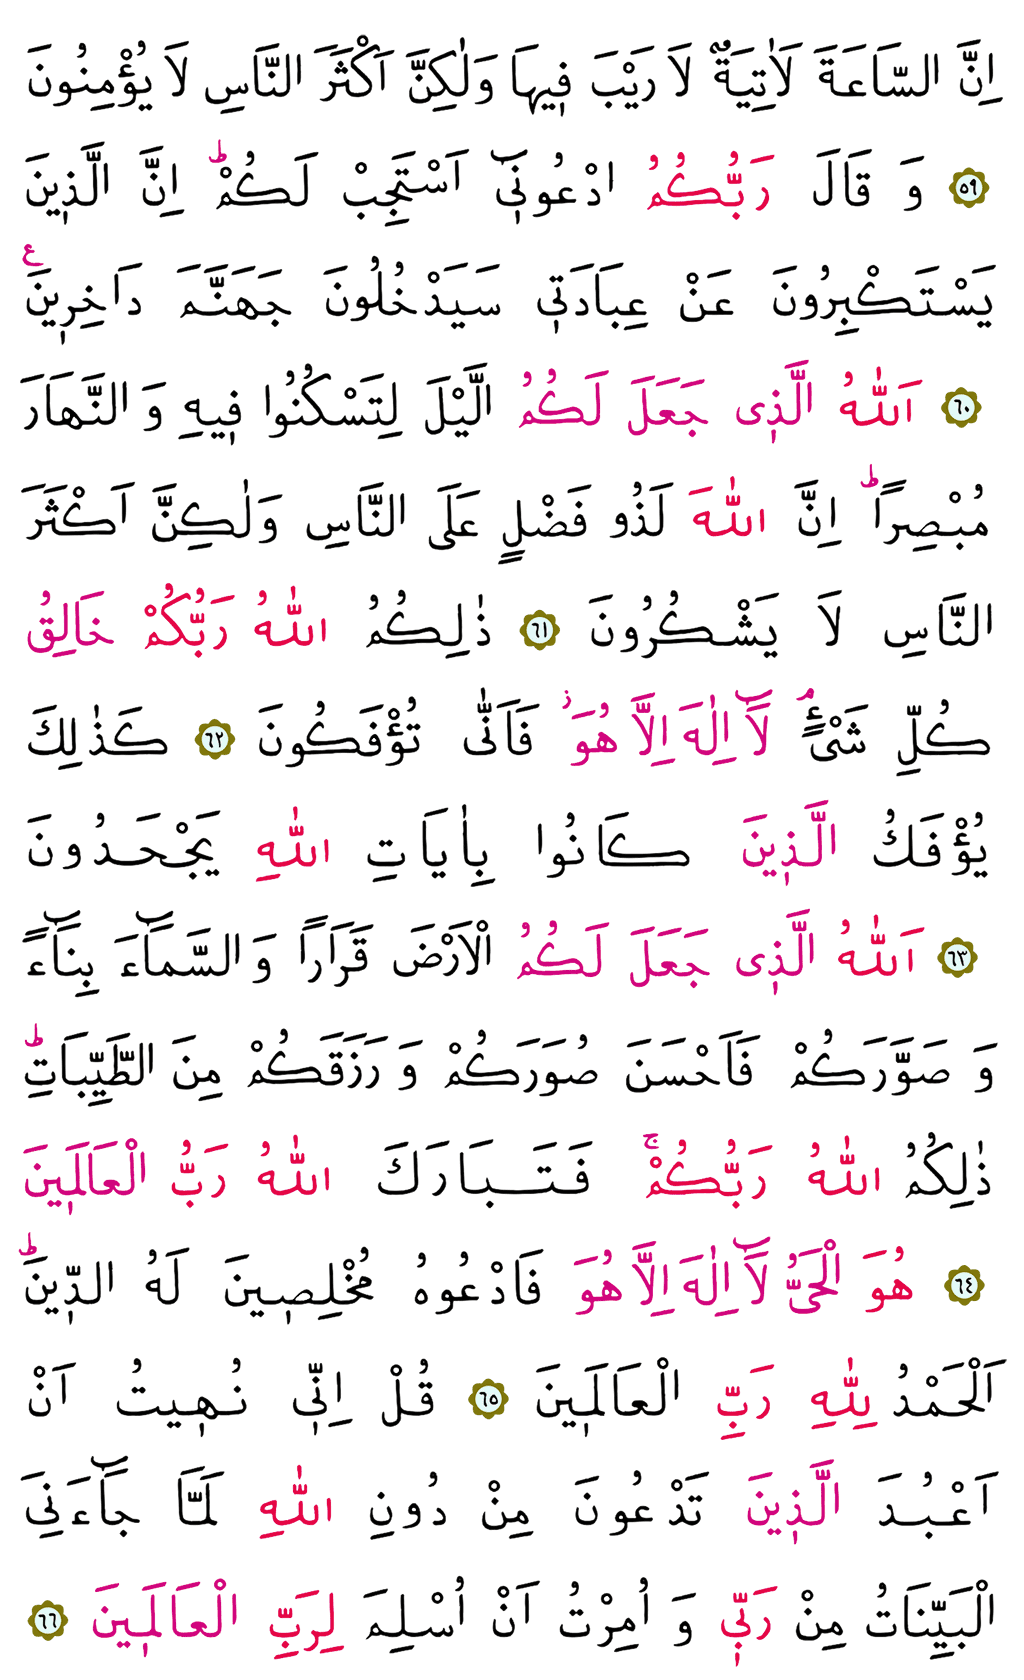 اِنَّ السَّاعَةَ لَاٰتِيَةٌ لَا رَيْبَ فِيهَا وَلٰكِنَّ اَكْثَرَ النَّاسِ لَا يُؤْمِنُونَ
﴿٥٩﴾ وَ قَالَ رَبُّكُمُ ادْعُونِىٓ اَسْتَجِبْ لَكُمْ ؕ اِنَّ الَّذِينَ
يَسْتَكْبِرُونَ عَنْ عِبَادَتِى سَيَدْخُلُونَ جَهَنَّمَ دَاخِرِينَ ع
﴿٦٠﴾ اَللّٰهُ الَّذِى جَعَلَ لَكُمُ الَّيْلَ لِتَسْكُنُوا فِيهِ وَ النَّهَارَ
مُبْصِرًا ؕ اِنَّ اللّٰهَ لَذُو فَضْلٍ عَلَى النَّاسِ وَلٰكِنَّ اَكْثَرَ
النَّاسِ لَا يَشْكُرُونَ ﴿٦١﴾ ذٰلِكُمُ اللّٰهُ رَبُّكُمْ خَالِقُ
كُلِّ شَىْءٍۢ لَآ اِلٰهَ اِلَّا هُوَ ؗ فَاَنّٰى تُؤْفَكُونَ ﴿٦٢﴾ كَذٰلِكَ
يُؤْفَكُ الَّذِينَ كَانُوا بِاٰيَاتِ اللّٰهِ يَجْحَدُونَ
﴿٦٣﴾ اَللّٰهُ الَّذِى جَعَلَ لَكُمُ الْاَرْضَ قَرَارًا وَ السَّمَآءَ بِنَآءً
وَ صَوَّرَكُمْ فَاَحْسَنَ صُوَرَكُمْ وَ رَزَقَكُمْ مِنَ الطَّيِّبَاتِ ؕ
ذٰلِكُمُ اللّٰهُ رَبُّكُمْ ۚ فَتَبَارَكَ اللّٰهُ رَبُّ الْعَالَمِينَ
﴿٦٤﴾ هُوَ الْحَىُّ لَآ اِلٰهَ اِلَّا هُوَ فَادْعُوهُ مُخْلِصِينَ لَهُ الدِّينَ ؕ
اَلْحَمْدُ لِلّٰهِ رَبِّ الْعَالَمِينَ ﴿٦٥﴾ قُلْ اِنِّى نُهِيتُ اَنْ
اَعْبُدَ الَّذِينَ تَدْعُونَ مِنْ دُونِ اللّٰهِ لَمَّا جَآءَنِىَ
الْبَيِّنَاتُ مِنْ رَبِّى وَ اُمِرْتُ اَنْ اُسْلِمَ لِرَبِّ الْعَالَمِينَ ﴿٦٦﴾